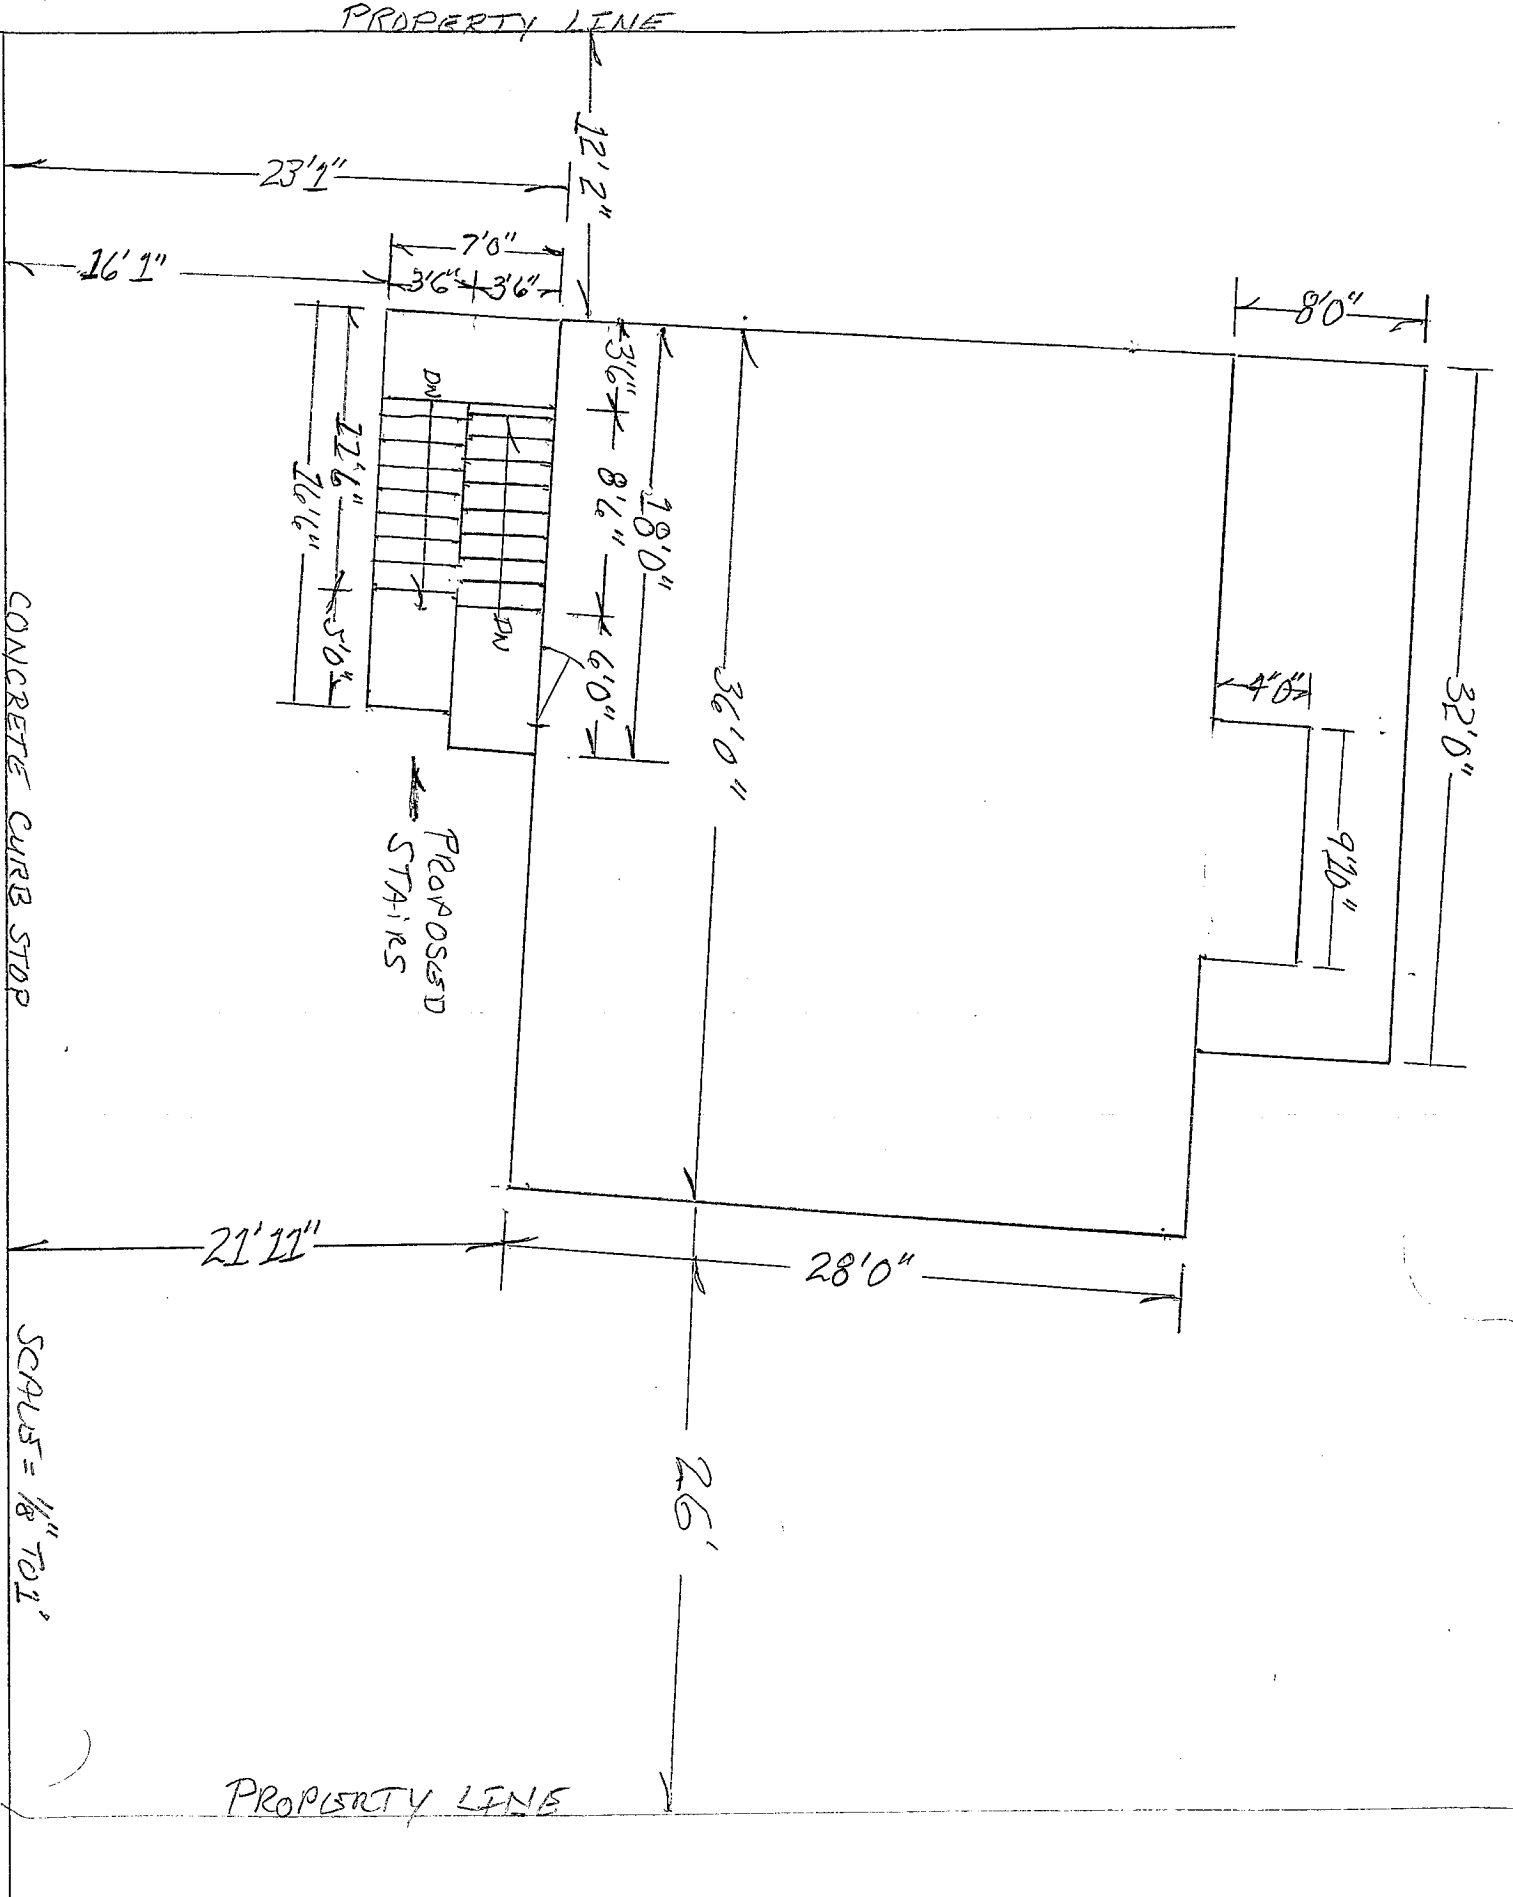 PROPERTY LINE
12'2"
23'1"
7'0"
16'1"
3'6" 3'6"
8'0"
3'6"
DN
11'6"
16'6"
8'6"
18'0"
5'0"
DN
6'0"
36'0"
4'0"
32'0"
9'10"
PROPOSED
STAIRS
CONCRETE CURB STOP
21'11"
28'0"
26'
SCALE = 1/8" TO 1'
PROPERTY LINE